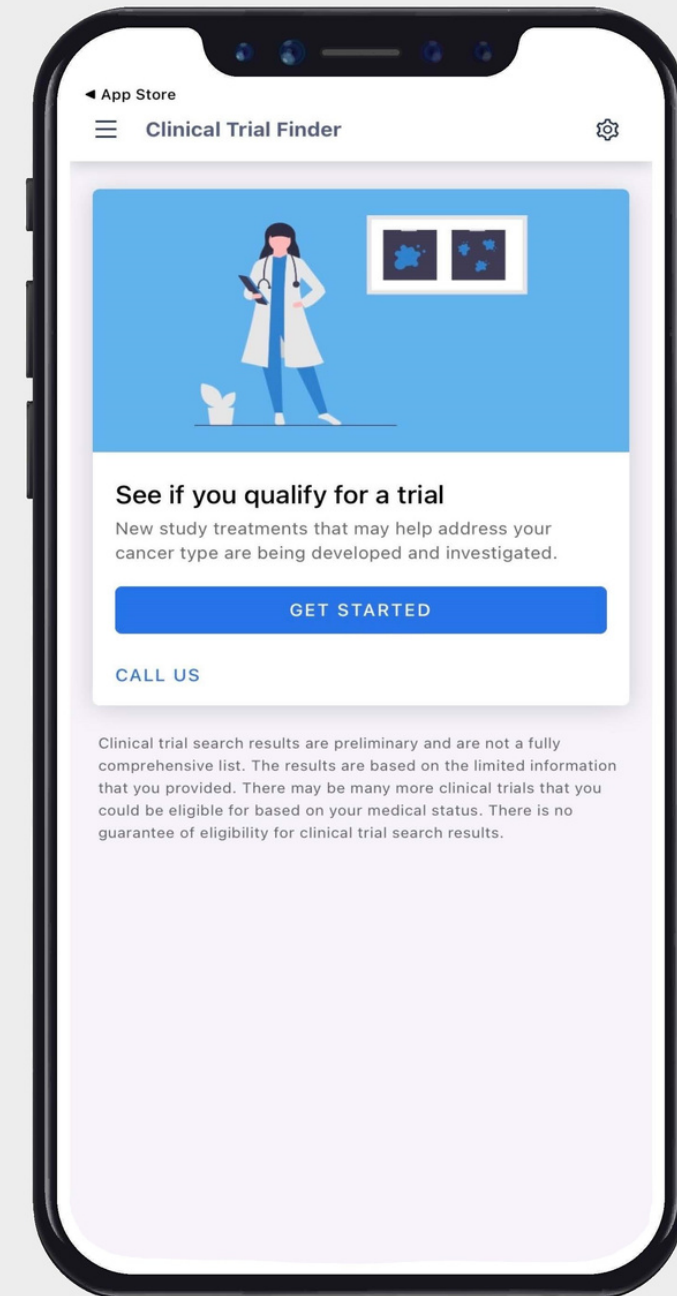 ◄ App Store
Clinical Trial Finder
See if you qualify for a trial
New study treatments that may help address your
cancer type are being developed and investigated.
GET STARTED
CALL US
Clinical trial search results are preliminary and are not a fully
comprehensive list. The results are based on the limited information
that you provided. There may be many more clinical trials that you
could be eligible for based on your medical status. There is no
guarantee of eligibility for clinical trial search results.